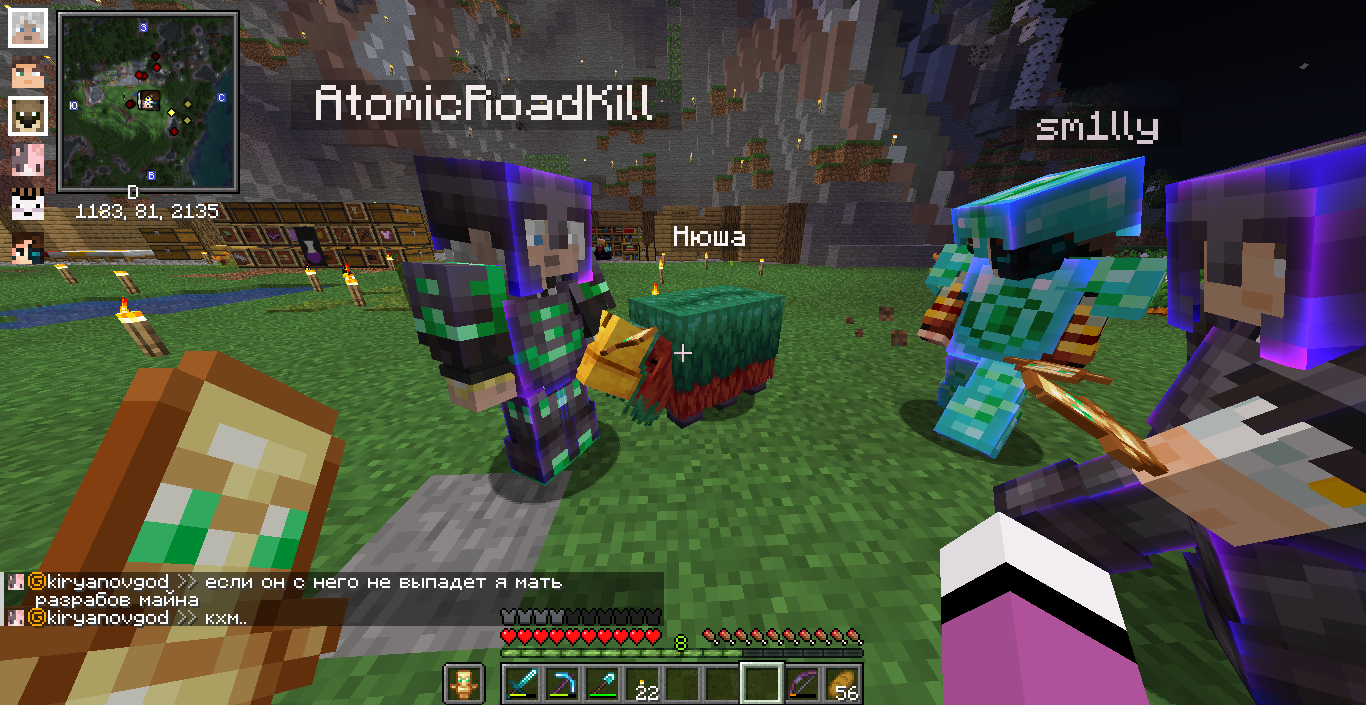 З
AtomicRoadKill
sm1lly
Ю
С
В
D
1183, 81, 2135
Нюша
@kiryanovgod >> если он с него не выпадет я мать
разрабов майна
@kiryanovgod >> кхм..
8
22
56